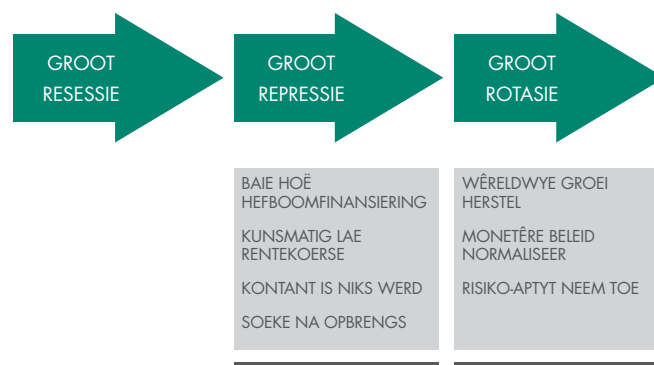 GROOT
RESESSIE
GROOT
REPRESSIE
GROOT
ROTASIE
BAIE HOË
HEFBOOMFINANSIERING
KUNSMATIG LAE
RENTEKOERSE
KONTANT IS NIKS WERD
SOEKE NA OPBRENGS
WÊRELDWYE GROEI
HERSTEL
MONETÊRE BELEID
NORMALISEER
RISIKO-APTYT NEEM TOE